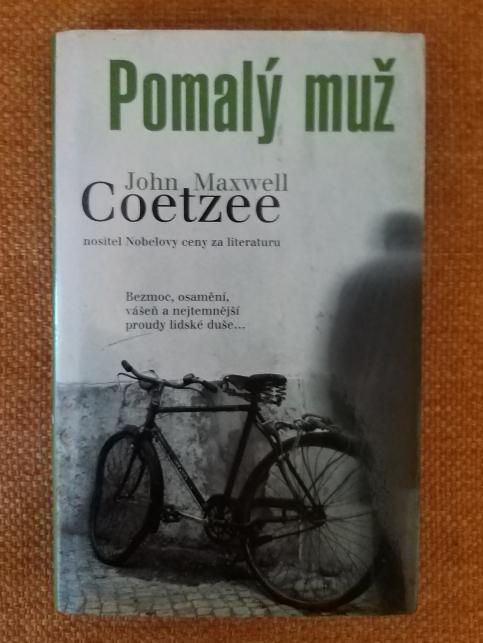 Pomalý muž
John Maxwell
Coetzee
nositel Nobelovy ceny za literaturu
Bezmoc, osamění,
vášeň a nejtemnější
proudy lidské duše...